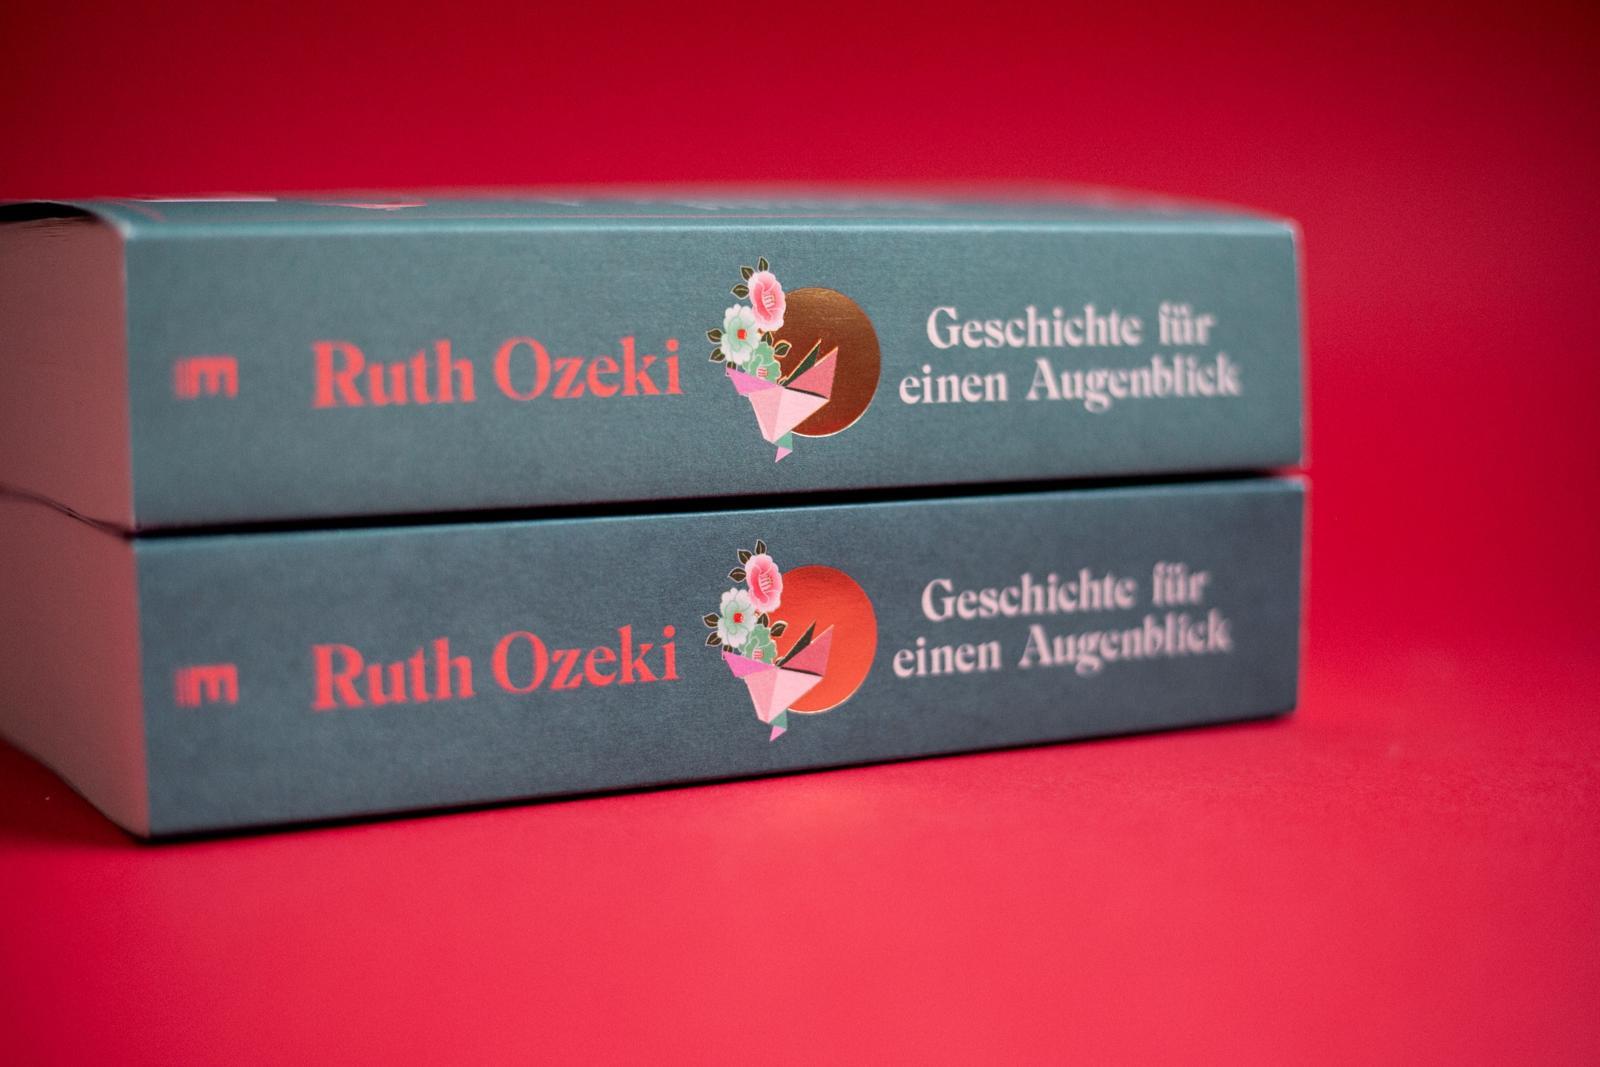 Ruth Ozeki
Geschichte für
einen Augenblick
Ruth Ozeki
Geschichte für
einen Augenblick